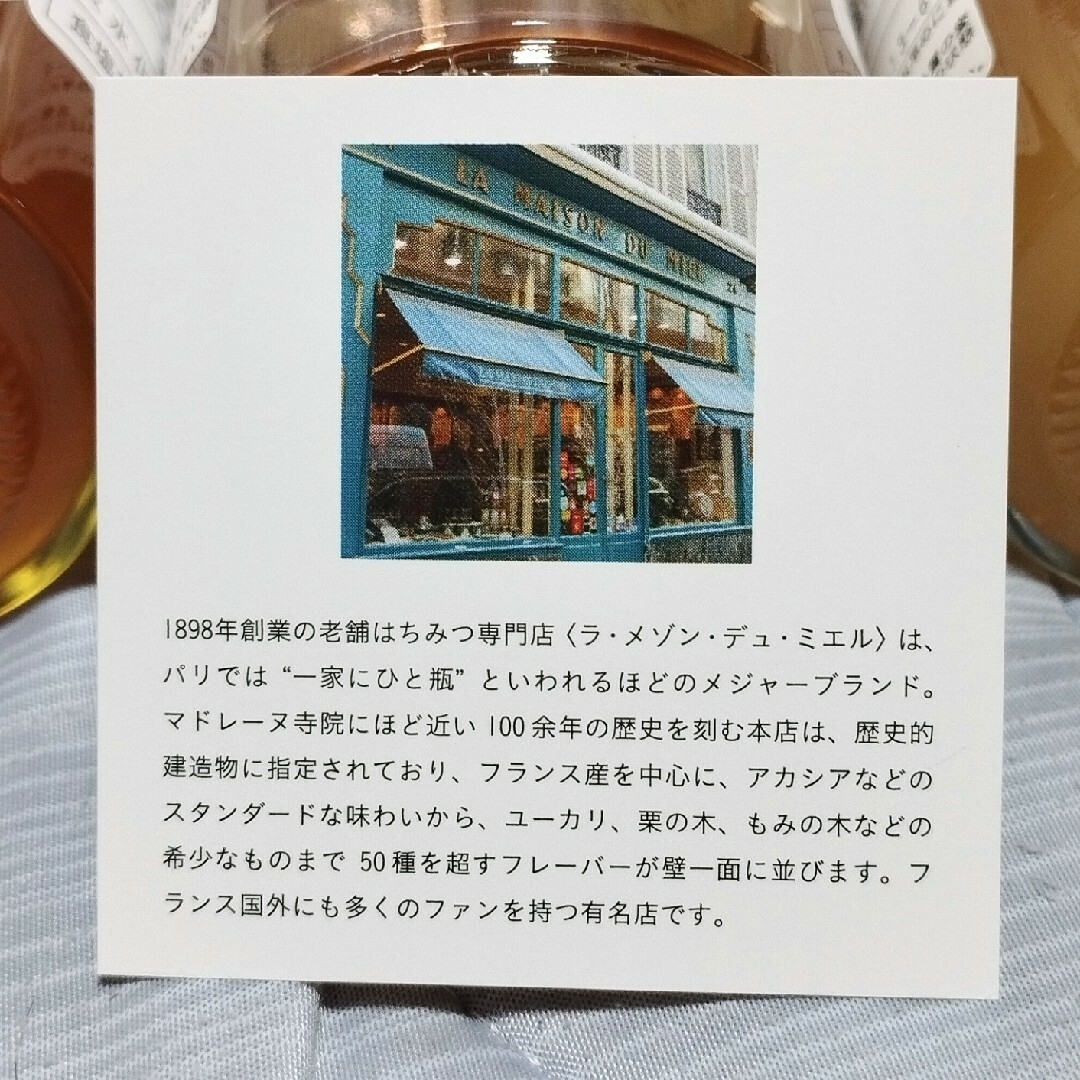 LA MAISON DU MIEL
24
1898年創業の老舗はちみつ専門店〈ラ・メゾン・デュ・ミエル〉は、
パリでは“一家にひと瓶”といわれるほどのメジャーブランド。
マドレーヌ寺院にほど近い100余年の歴史を刻む本店は、歴史的
建造物に指定されており、フランス産を中心に、アカシアなどの
スタンダードな味わいから、ユーカリ、栗の木、もみの木などの
希少なものまで 50種を超すフレーバーが壁一面に並びます。フ
ランス国外にも多くのファンを持つ有名店です。